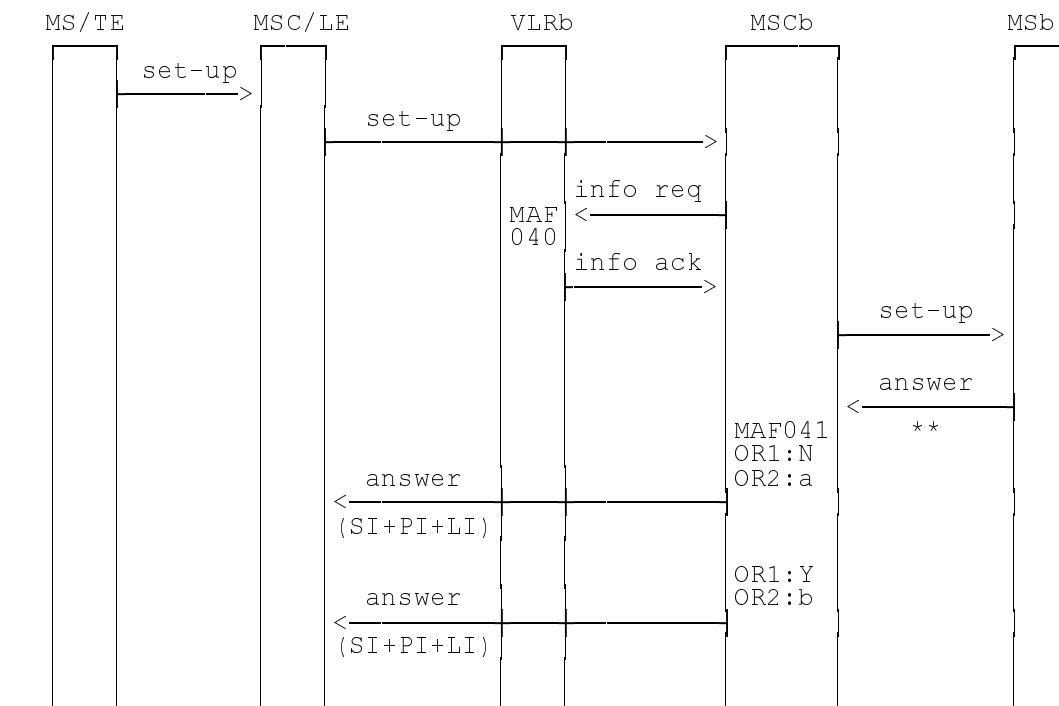 MS/TE MSC/LE VLRb MSCb MSb
set-up
set-up
info req
MAF
040
info ack
set-up
answer
**
MAF041
OR1:N
OR2:a
answer
(SI+PI+LI)
OR1:Y
OR2:b
answer
(SI+PI+LI)